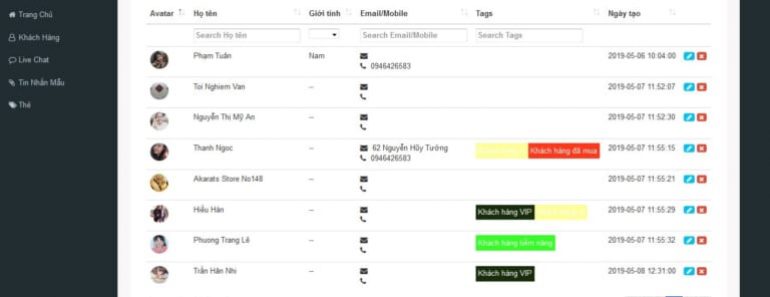 Trang Chủ
Khách Hàng
Live Chat
Tin Nhắn Mẫu
Thẻ
Avatar Họ tên Giới tính Email/Mobile Tags Ngày tạo
Search Họ tên Search Email/Mobile Search Tags
Phạm Tuân Nam 2019-05-06 10:04:00
0946426583
Toi Nghiem Van -- 2019-05-07 11:52:07
Nguyễn Thị Mỹ An -- 2019-05-07 11:52:30
Thanh Ngoc -- 62 Nguyễn Hữy Tưởng Khách hàng đã mua 2019-05-07 11:55:15
0946426583
Akarats Store No148 -- 2019-05-07 11:55:21
Hiếu Hân -- Khách hàng VIP 2019-05-07 11:55:29
Phuong Trang Lê -- Khách hàng tiềm năng 2019-05-07 11:55:32
Trần Hân Nhi -- Khách hàng VIP 2019-05-08 12:31:00